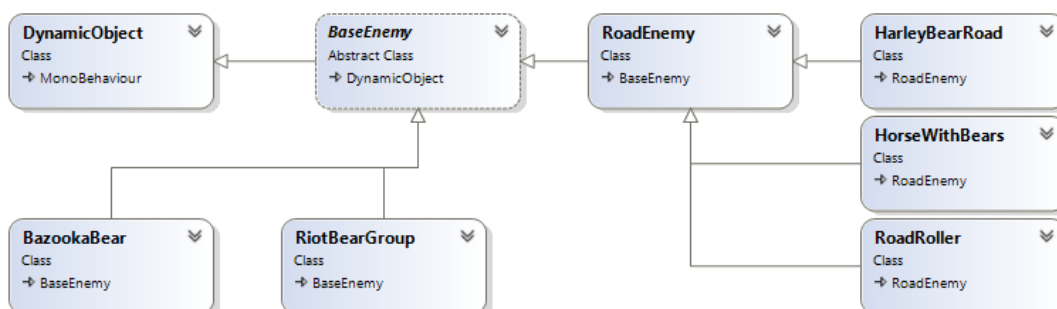 DynamicObject
Class
MonoBehaviour
BaseEnemy
Abstract Class
DynamicObject
RoadEnemy
Class
BaseEnemy
HarleyBearRoad
Class
RoadEnemy
HorseWithBears
Class
RoadEnemy
BazookaBear
Class
BaseEnemy
RiotBearGroup
Class
BaseEnemy
RoadRoller
Class
RoadEnemy